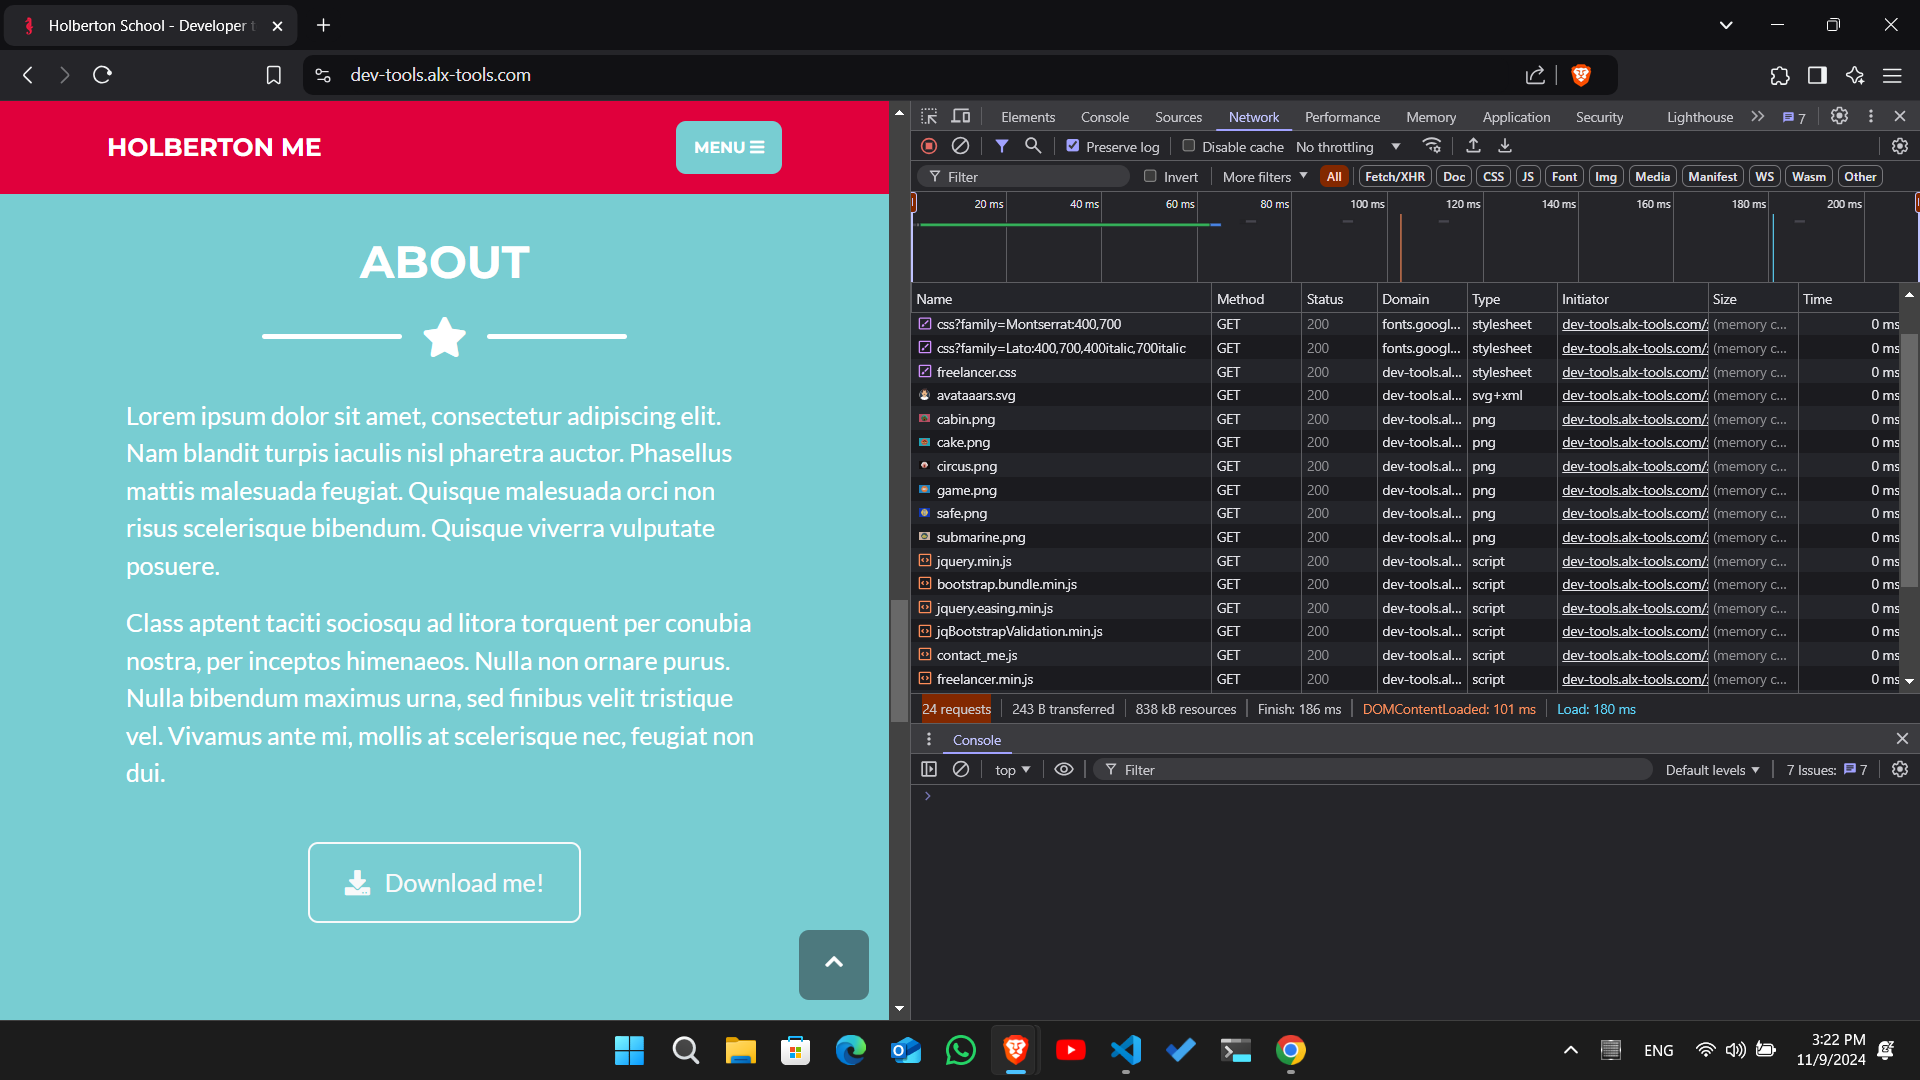 Holberton School - Developer t
dev-tools.alx-tools.com
HOLBERTON ME
MENU
ABOUT
Lorem ipsum dolor sit amet, consectetur adipiscing elit.
Nam blandit turpis iaculis nisl pharetra auctor. Phasellus
mattis malesuada feugiat. Quisque malesuada orci non
risus scelerisque bibendum. Quisque viverra vulputate
posuere.
Class aptent taciti sociosqu ad litora torquent per conubia
nostra, per inceptos himenaeos. Nulla non ornare purus.
Nulla bibendum maximus urna, sed finibus velit tristique
vel. Vivamus ante mi, mollis at scelerisque nec, feugiat non
dui.
Download me!
Elements Console Sources Network Performance Memory Application Security Lighthouse 7
Preserve log Disable cache No throttling
Filter Invert More filters All Fetch/XHR Doc CSS JS Font Img Media Manifest WS Wasm Other
20 ms 40 ms 60 ms 80 ms 100 ms 120 ms 140 ms 160 ms 180 ms 200 ms
Name Method Status Domain Type Initiator Size Time
css?family=Montserrat:400,700 GET 200 fonts.googl... stylesheet dev-tools.alx-tools.com/: (memory c... 0 ms
css?family=Lato:400,700,400italic,700italic GET 200 fonts.googl... stylesheet dev-tools.alx-tools.com/: (memory c... 0 ms
freelancer.css GET 200 dev-tools.al... stylesheet dev-tools.alx-tools.com/: (memory c... 0 ms
avataaars.svg GET 200 dev-tools.al... svg+xml dev-tools.alx-tools.com/: (memory c... 0 ms
cabin.png GET 200 dev-tools.al... png dev-tools.alx-tools.com/: (memory c... 0 ms
cake.png GET 200 dev-tools.al... png dev-tools.alx-tools.com/: (memory c... 0 ms
circus.png GET 200 dev-tools.al... png dev-tools.alx-tools.com/: (memory c... 0 ms
game.png GET 200 dev-tools.al... png dev-tools.alx-tools.com/: (memory c... 0 ms
safe.png GET 200 dev-tools.al... png dev-tools.alx-tools.com/: (memory c... 0 ms
submarine.png GET 200 dev-tools.al... png dev-tools.alx-tools.com/: (memory c... 0 ms
jquery.min.js GET 200 dev-tools.al... script dev-tools.alx-tools.com/: (memory c... 0 ms
bootstrap.bundle.min.js GET 200 dev-tools.al... script dev-tools.alx-tools.com/: (memory c... 0 ms
jquery.easing.min.js GET 200 dev-tools.al... script dev-tools.alx-tools.com/: (memory c... 0 ms
jqBootstrapValidation.min.js GET 200 dev-tools.al... script dev-tools.alx-tools.com/: (memory c... 0 ms
contact_me.js GET 200 dev-tools.al... script dev-tools.alx-tools.com/: (memory c... 0 ms
freelancer.min.js GET 200 dev-tools.al... script dev-tools.alx-tools.com/: (memory c... 0 ms
24 requests 243 B transferred 838 kB resources Finish: 186 ms DOMContentLoaded: 101 ms Load: 180 ms
Console
top Filter Default levels 7 Issues: 7
ENG
3:22 PM
11/9/2024